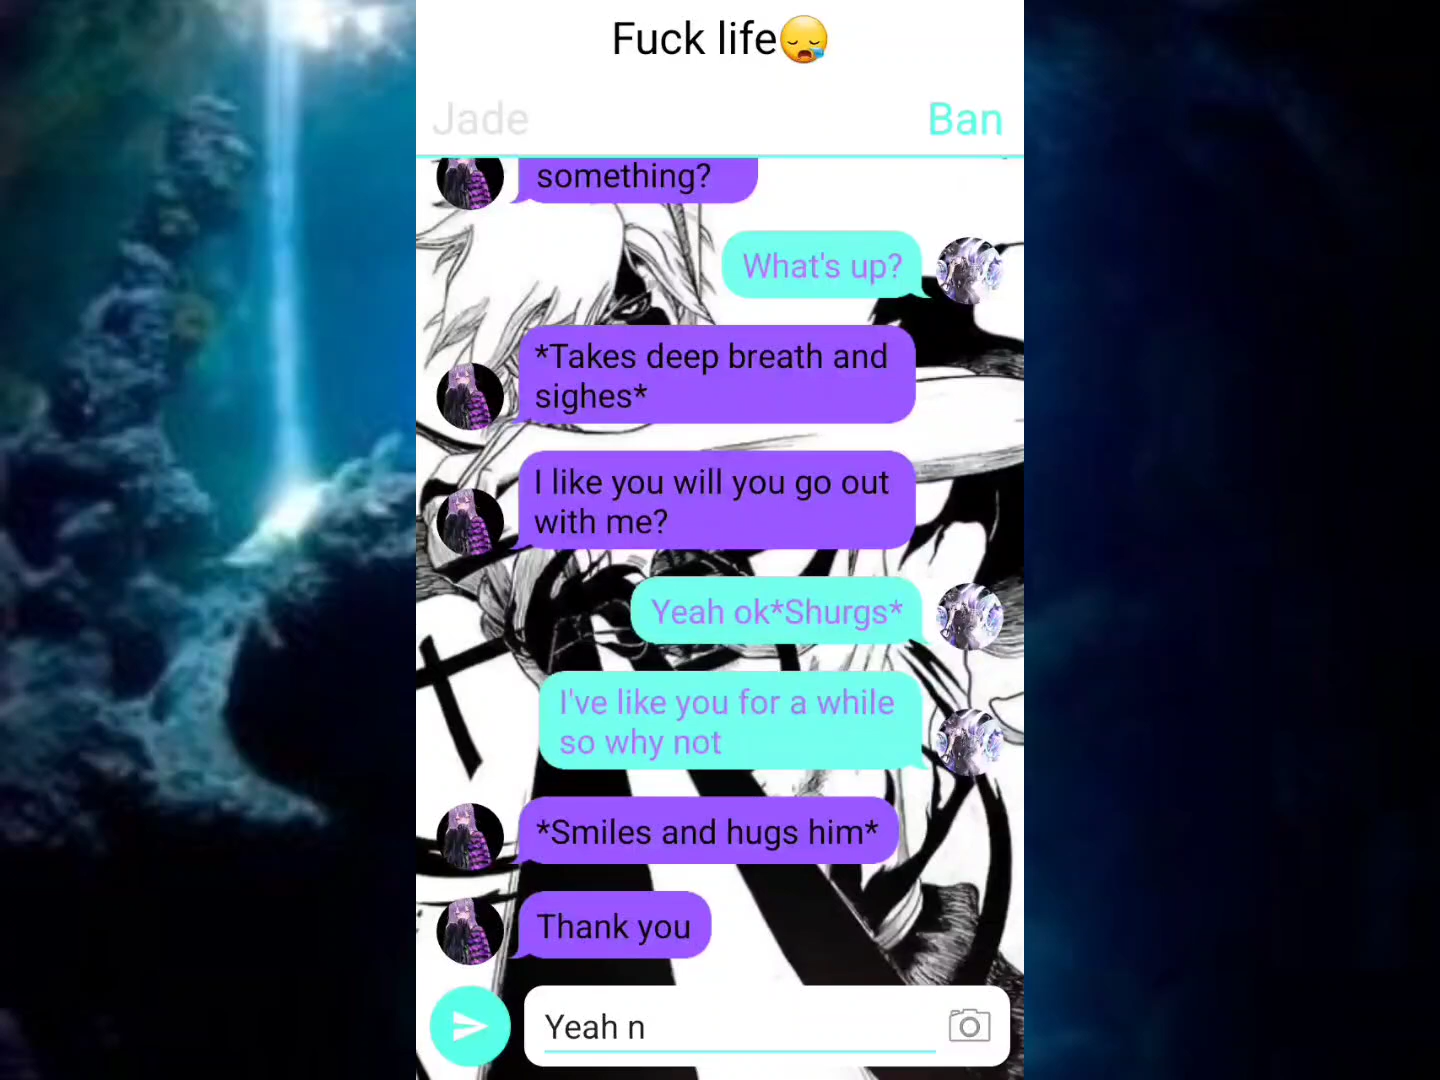 Fuck life😪
Jade
Ban
something?
What's up?
*Takes deep breath and
sighes*
I like you will you go out
with me?
Yeah ok*Shurgs*
I've like you for a while
so why not
*Smiles and hugs him*
Thank you
Yeah n